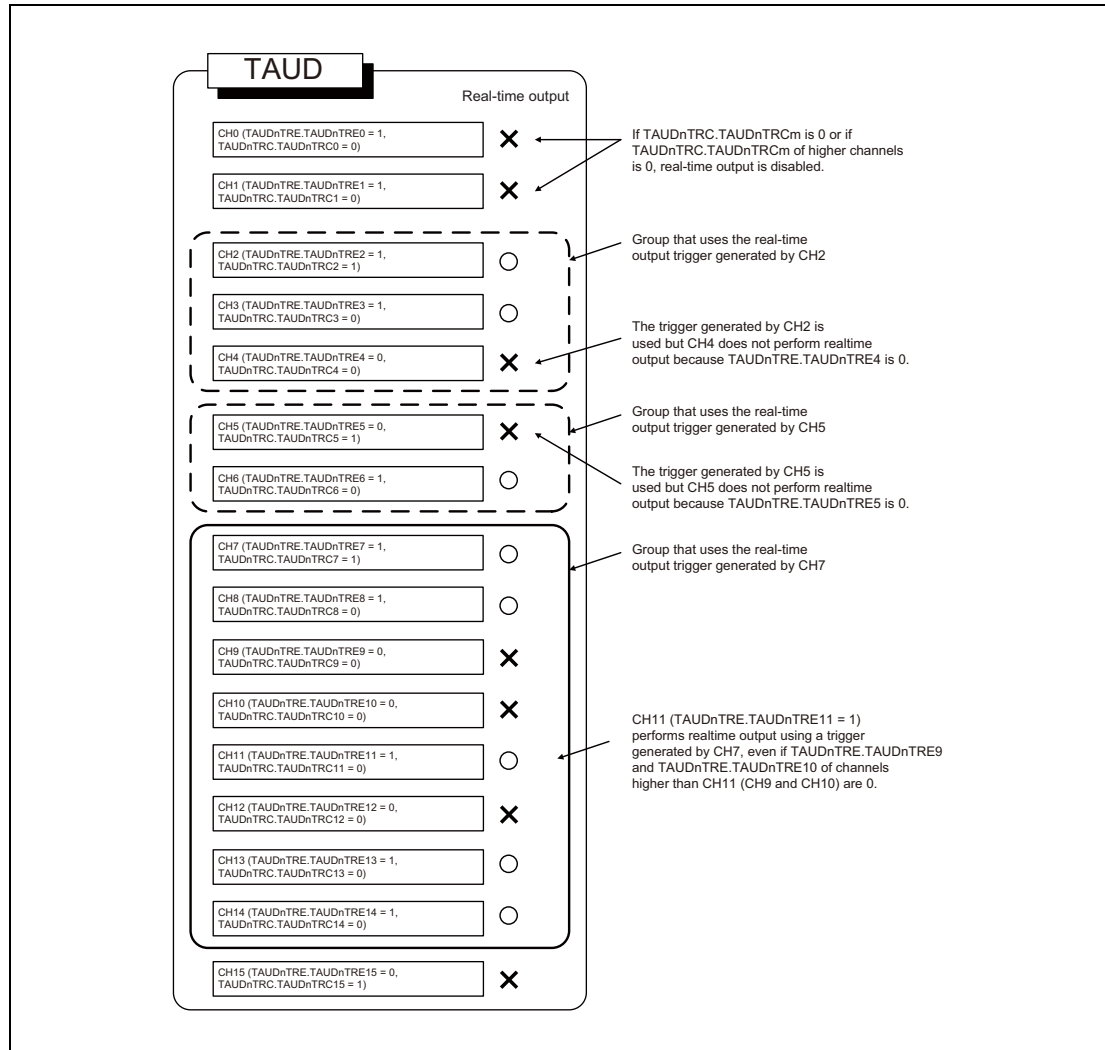 TAUD
Real-time output
CH0 (TAUDnTRE.TAUDnTRE0 = 1,
TAUDnTRC.TAUDnTRC0 = 0)
If TAUDnTRC.TAUDnTRCm is 0 or if
TAUDnTRC.TAUDnTRCm of higher channels
is 0, real-time output is disabled.
CH1 (TAUDnTRE.TAUDnTRE1 = 1,
TAUDnTRC.TAUDnTRC1 = 0)
Group that uses the real-time
output trigger generated by CH2
CH2 (TAUDnTRE.TAUDnTRE2 = 1,
TAUDnTRC.TAUDnTRC2 = 1)
CH3 (TAUDnTRE.TAUDnTRE3 = 1,
TAUDnTRC.TAUDnTRC3 = 0)
The trigger generated by CH2 is
used but CH4 does not perform realtime
output because TAUDnTRE.TAUDnTRE4 is 0.
CH4 (TAUDnTRE.TAUDnTRE4 = 0,
TAUDnTRC.TAUDnTRC4 = 0)
Group that uses the real-time
output trigger generated by CH5
CH5 (TAUDnTRE.TAUDnTRE5 = 0,
TAUDnTRC.TAUDnTRC5 = 1)
The trigger generated by CH5 is
used but CH5 does not perform realtime
output because TAUDnTRE.TAUDnTRE5 is 0.
CH6 (TAUDnTRE.TAUDnTRE6 = 1,
TAUDnTRC.TAUDnTRC6 = 0)
CH7 (TAUDnTRE.TAUDnTRE7 = 1,
TAUDnTRC.TAUDnTRC7 = 1)
Group that uses the real-time
output trigger generated by CH7
CH8 (TAUDnTRE.TAUDnTRE8 = 1,
TAUDnTRC.TAUDnTRC8 = 0)
CH9 (TAUDnTRE.TAUDnTRE9 = 0,
TAUDnTRC.TAUDnTRC9 = 0)
CH10 (TAUDnTRE.TAUDnTRE10 = 0,
TAUDnTRC.TAUDnTRC10 = 0)
CH11 (TAUDnTRE.TAUDnTRE11 = 1)
performs realtime output using a trigger
generated by CH7, even if TAUDnTRE.TAUDnTRE9
and TAUDnTRE.TAUDnTRE10 of channels
higher than CH11 (CH9 and CH10) are 0.
CH11 (TAUDnTRE.TAUDnTRE11 = 1,
TAUDnTRC.TAUDnTRC11 = 0)
CH12 (TAUDnTRE.TAUDnTRE12 = 0,
TAUDnTRC.TAUDnTRC12 = 0)
CH13 (TAUDnTRE.TAUDnTRE13 = 1,
TAUDnTRC.TAUDnTRC13 = 0)
CH14 (TAUDnTRE.TAUDnTRE14 = 1,
TAUDnTRC.TAUDnTRC14 = 0)
CH15 (TAUDnTRE.TAUDnTRE15 = 0,
TAUDnTRC.TAUDnTRC15 = 1)